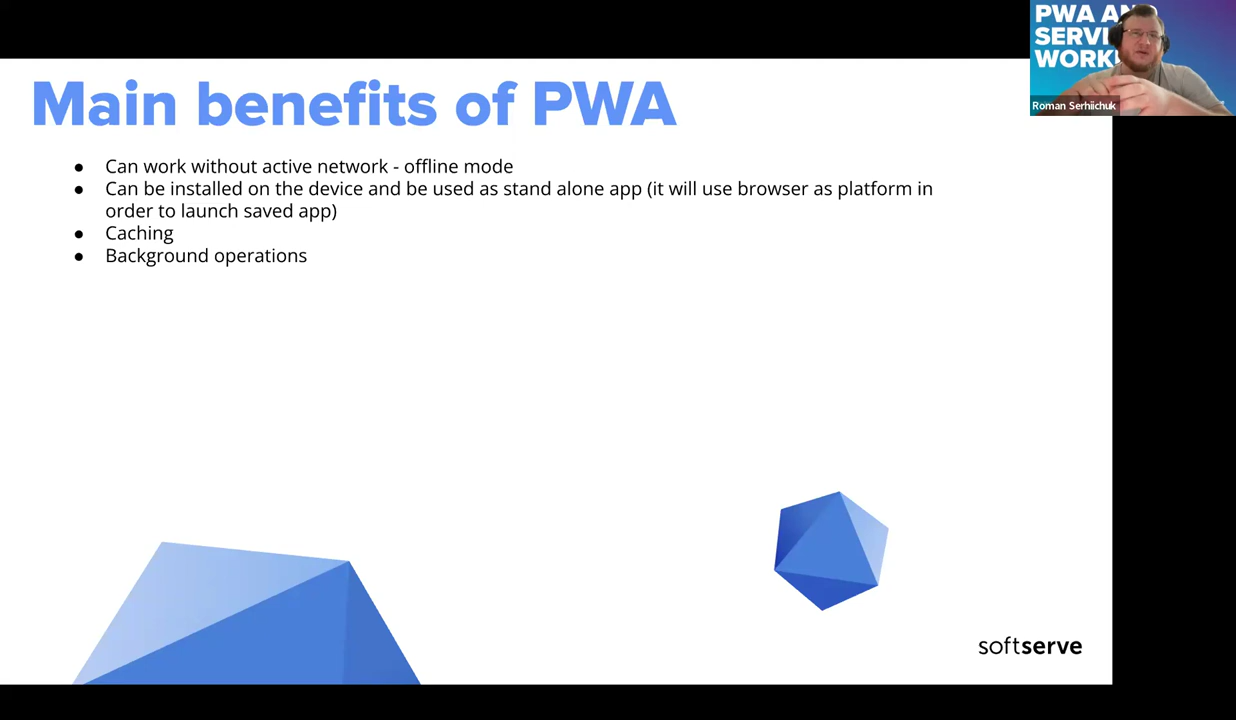 Main benefits of PWA
● Can work without active network - offline mode
● Can be installed on the device and be used as stand alone app (it will use browser as platform in
order to launch saved app)
● Caching
● Background operations
softserve
PWA AN
SERVI
WORK
Roman Serhiichuk